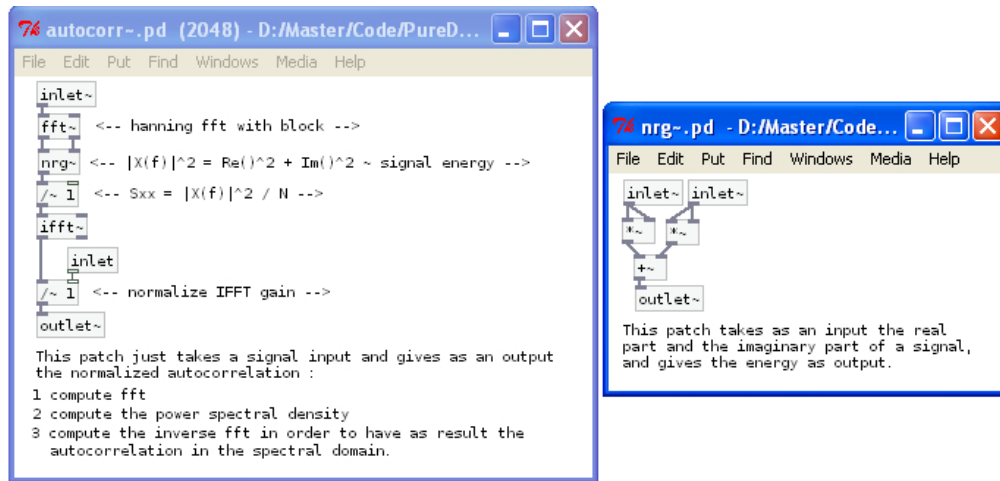 autocorr~.pd (2048) - D:/Master/Code/PureD...
File Edit Put Find Windows Media Help
inlet~
fft~ <-- hanning fft with block -->
nrg~ <-- |X(f)|^2 = Re()^2 + Im()^2 ~ signal energy -->
/~ 1 <-- Sxx = |X(f)|^2 / N -->
ifft~
inlet
/~ 1 <-- normalize IFFT gain -->
outlet~
This patch just takes a signal input and gives as an output
the normalized autocorrelation :
1 compute fft
2 compute the power spectral density
3 compute the inverse fft in order to have as result the
autocorrelation in the spectral domain.
nrg~.pd - D:/Master/Code...
File Edit Put Find Windows Media Help
inlet~ inlet~
*~ *~
+~
outlet~
This patch takes as an input the real
part and the imaginary part of a signal,
and gives the energy as output.